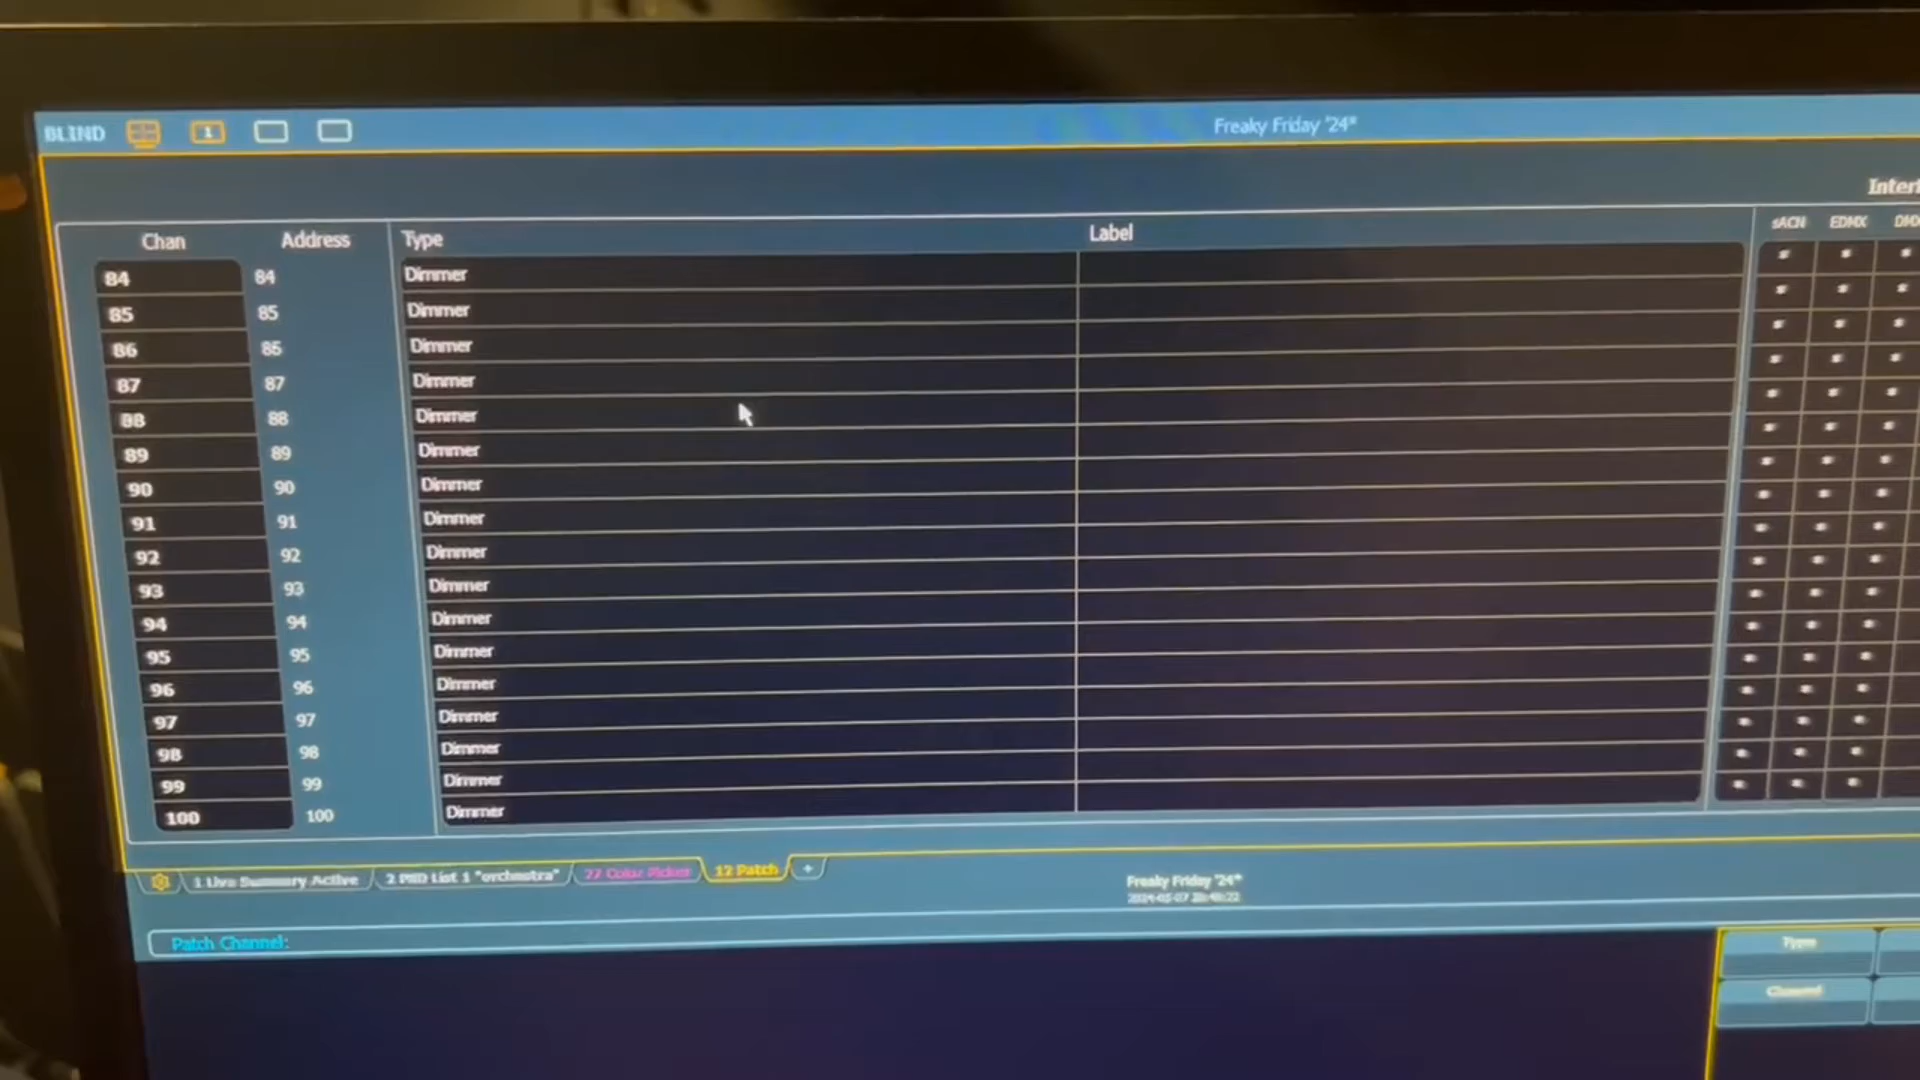 BLIND 1 Freaky Friday '24*
Chan Address Type Label sACN EDMX
84 84 Dimmer
85 85 Dimmer
86 86 Dimmer
87 87 Dimmer
88 88 Dimmer
89 89 Dimmer
90 90 Dimmer
91 91 Dimmer
92 92 Dimmer
93 93 Dimmer
94 94 Dimmer
95 95 Dimmer
96 96 Dimmer
97 97 Dimmer
98 98 Dimmer
99 99 Dimmer
100 100 Dimmer
1 Live Summary Active 2 PSD List 1 "orchestra" 27 Color Picker 12 Patch +
Freaky Friday '24*
Patch Channel:
Type
Channel